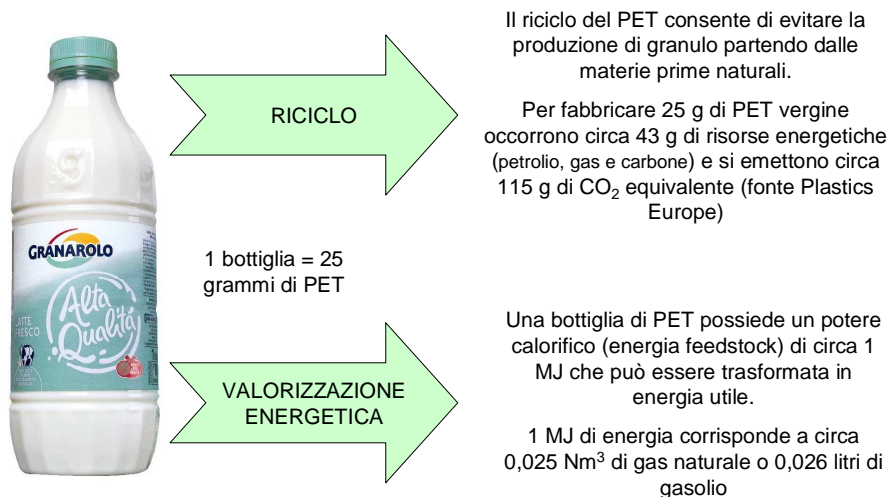 Il riciclo del PET consente di evitare la
produzione di granulo partendo dalle
materie prime naturali.
RICICLO
Per fabbricare 25 g di PET vergine
occorrono circa 43 g di risorse energetiche
(petrolio, gas e carbone) e si emettono circa
115 g di CO₂ equivalente (fonte Plastics
Europe)
GRANAROLO
Alta
Qualità
LATTE
FRESCO
1 bottiglia = 25
grammi di PET
VALORIZZAZIONE
ENERGETICA
Una bottiglia di PET possiede un potere
calorifico (energia feedstock) di circa 1
MJ che può essere trasformata in
energia utile.
1 MJ di energia corrisponde a circa
0,025 Nm³ di gas naturale o 0,026 litri di
gasolio